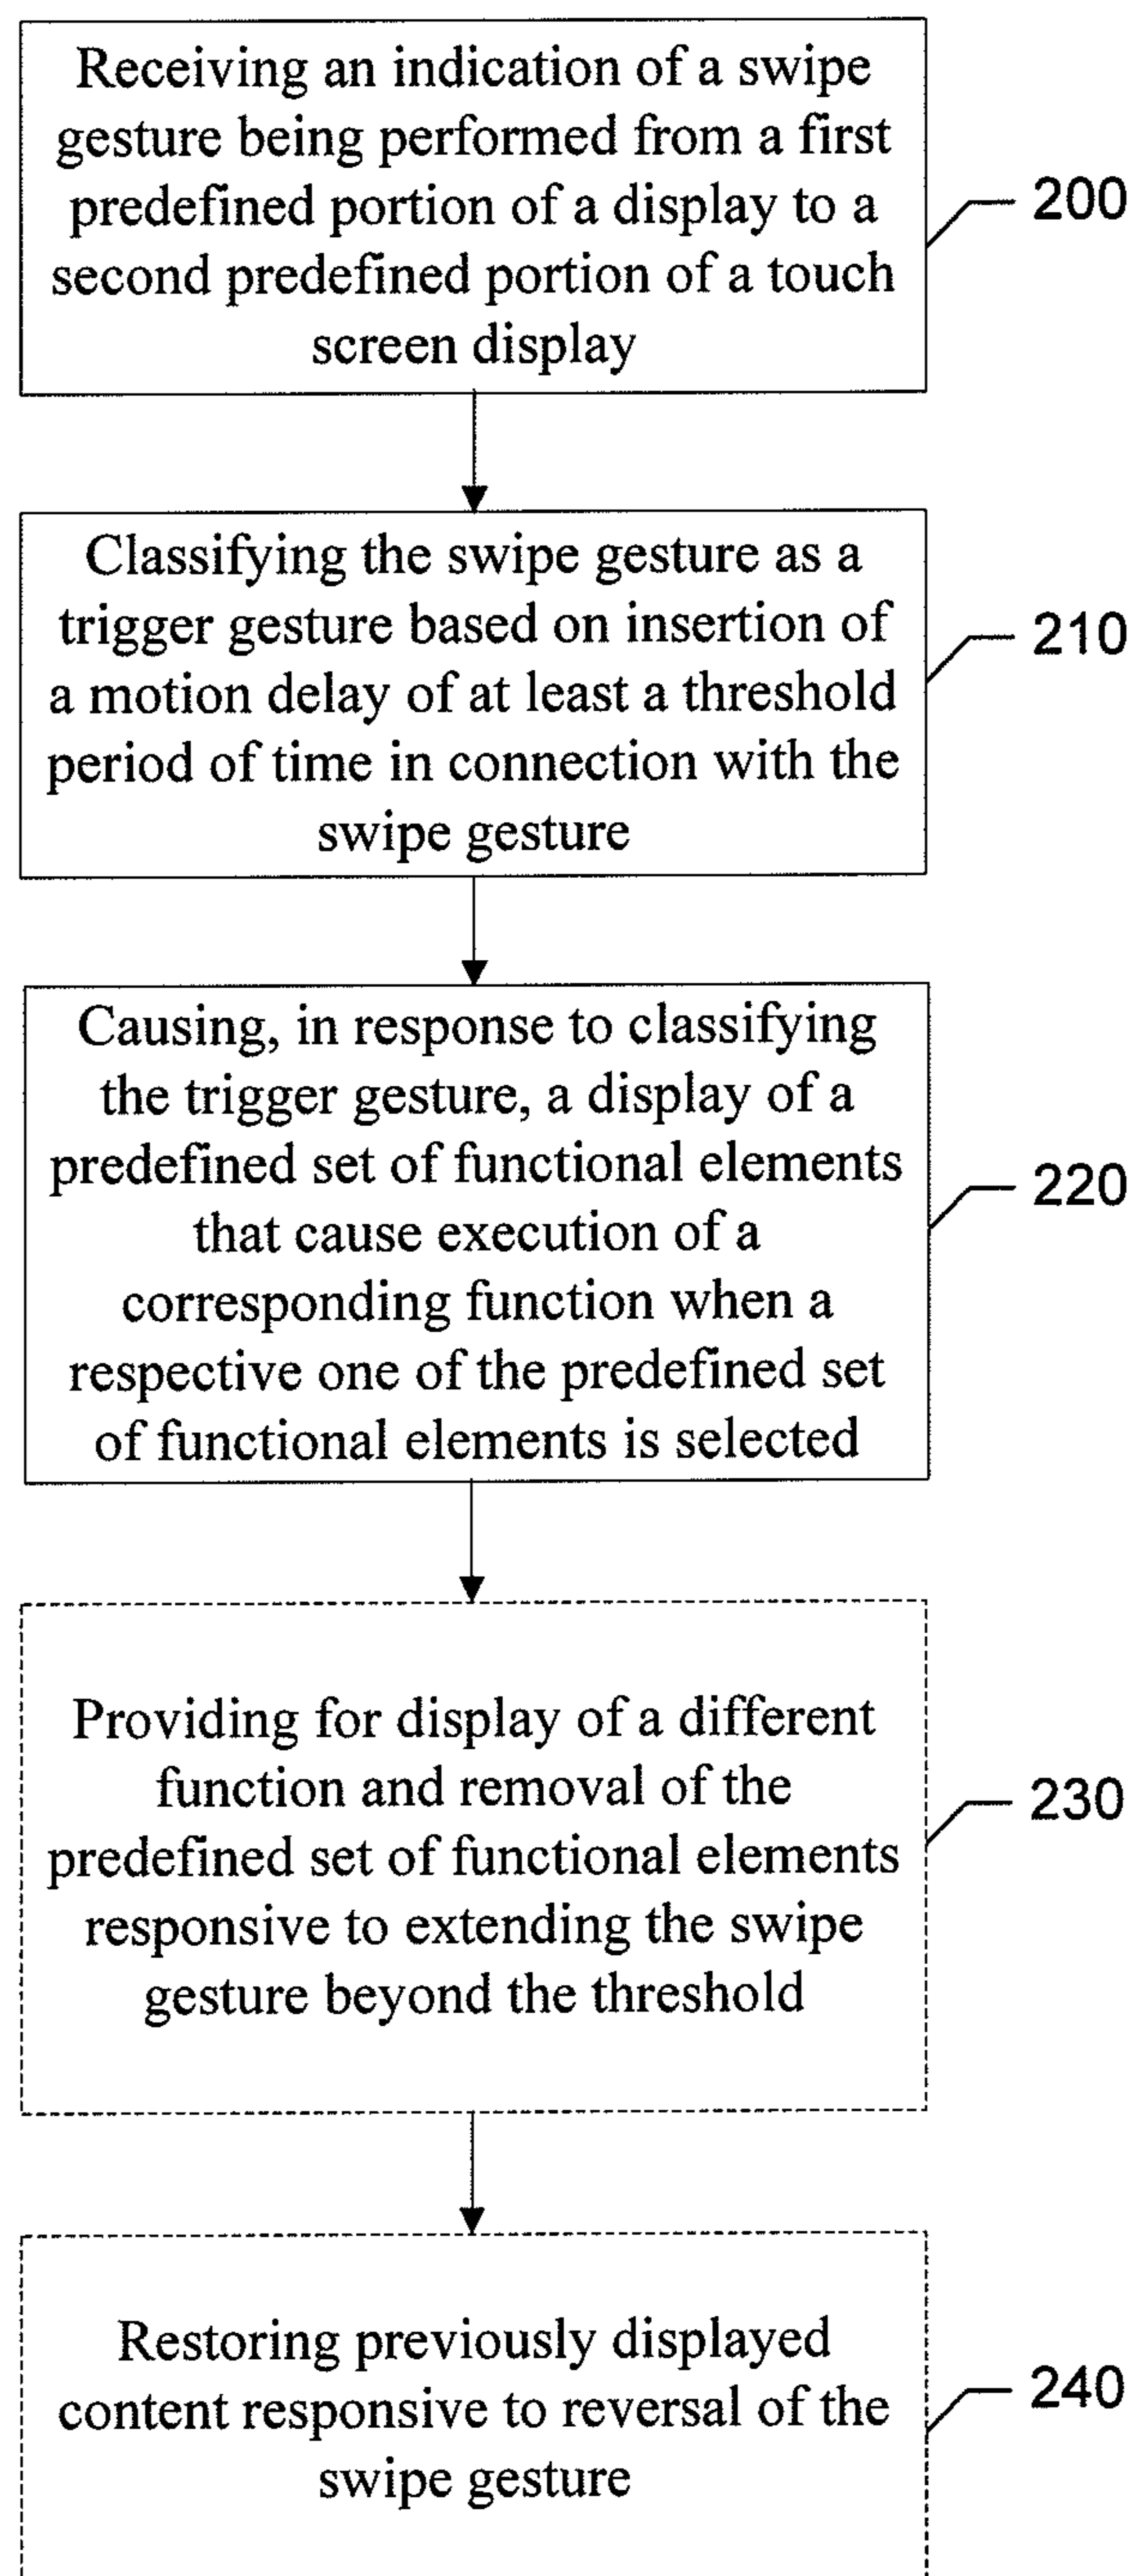 Receiving an indication of a swipe
gesture being performed from a first
predefined portion of a display to a
second predefined portion of a touch
screen display
200
Classifying the swipe gesture as a
trigger gesture based on insertion of
a motion delay of at least a threshold
period of time in connection with the
swipe gesture
210
Causing, in response to classifying
the trigger gesture, a display of a
predefined set of functional elements
that cause execution of a
corresponding function when a
respective one of the predefined set
of functional elements is selected
220
Providing for display of a different
function and removal of the
predefined set of functional elements
responsive to extending the swipe
gesture beyond the threshold
230
Restoring previously displayed
content responsive to reversal of the
swipe gesture
240